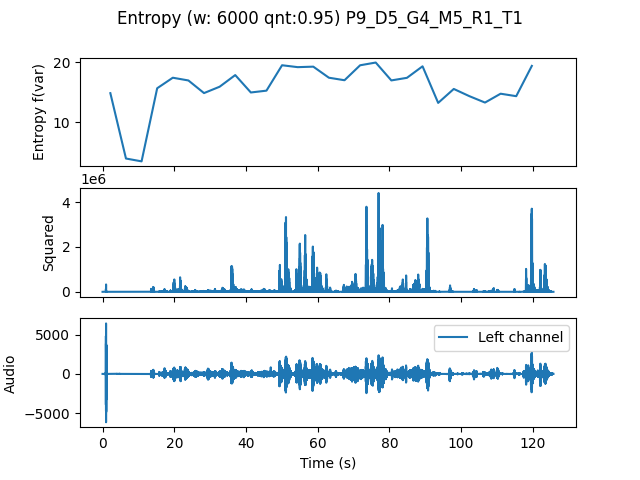 Entropy (w: 6000 qnt:0.95) P9_D5_G4_M5_R1_T1
20
10
Entropy f(var)
1e6
4
2
0
Squared
5000
0
−5000
Audio
Left channel
0 20 40 60 80 100 120
Time (s)